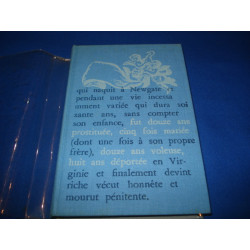 qui naquit à Newgate et
pendant une vie incessa
mment variée qui dura soi
xante ans, sans compter
son enfance, fut douze ans
prostituée, cinq fois mariée
(dont une fois à son propre
frère), douze ans voleuse,
huit ans déportée en Vir-
ginie et finalement devint
riche vécut honnête et
mourut pénitente.